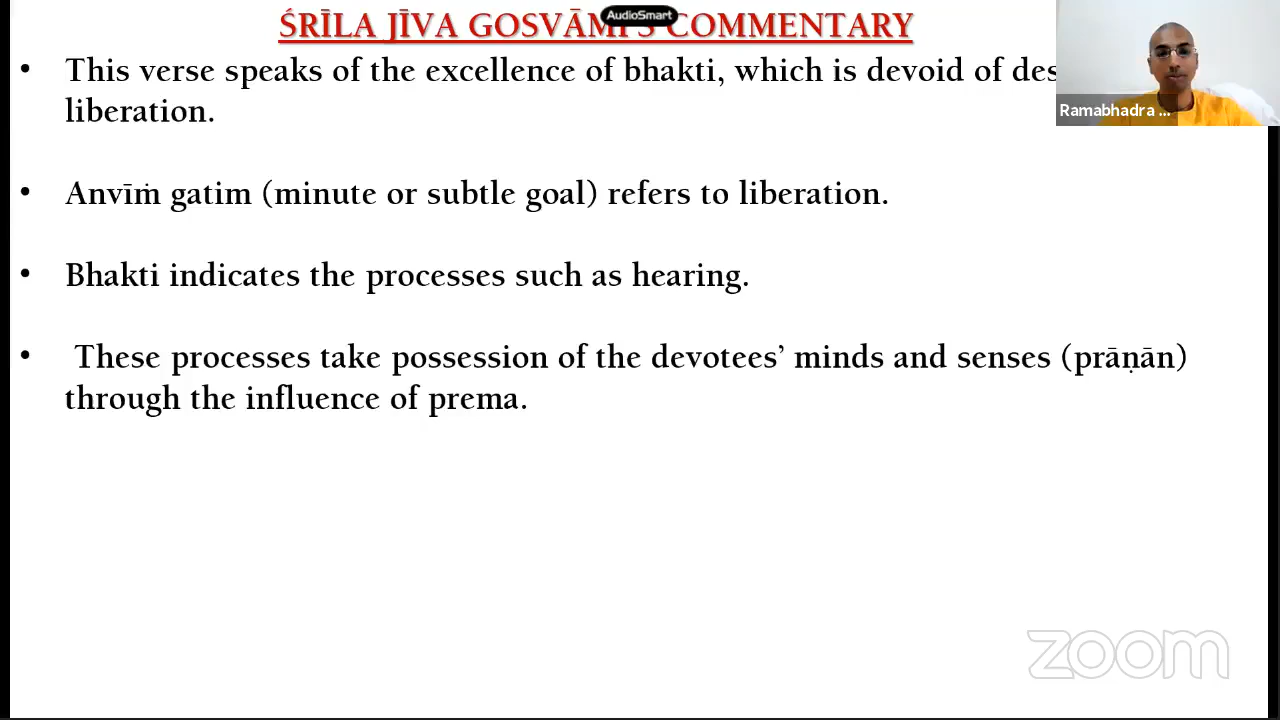 AudioSmart
ŚRĪLA JĪVA GOSVĀMĪ'S COMMENTARY
• This verse speaks of the excellence of bhakti, which is devoid of
liberation.
Ramabhadra ...
• Anvīṁ gatim (minute or subtle goal) refers to liberation.
• Bhakti indicates the processes such as hearing.
• These processes take possession of the devotees’ minds and senses (prāṇān)
through the influence of prema.
zoom